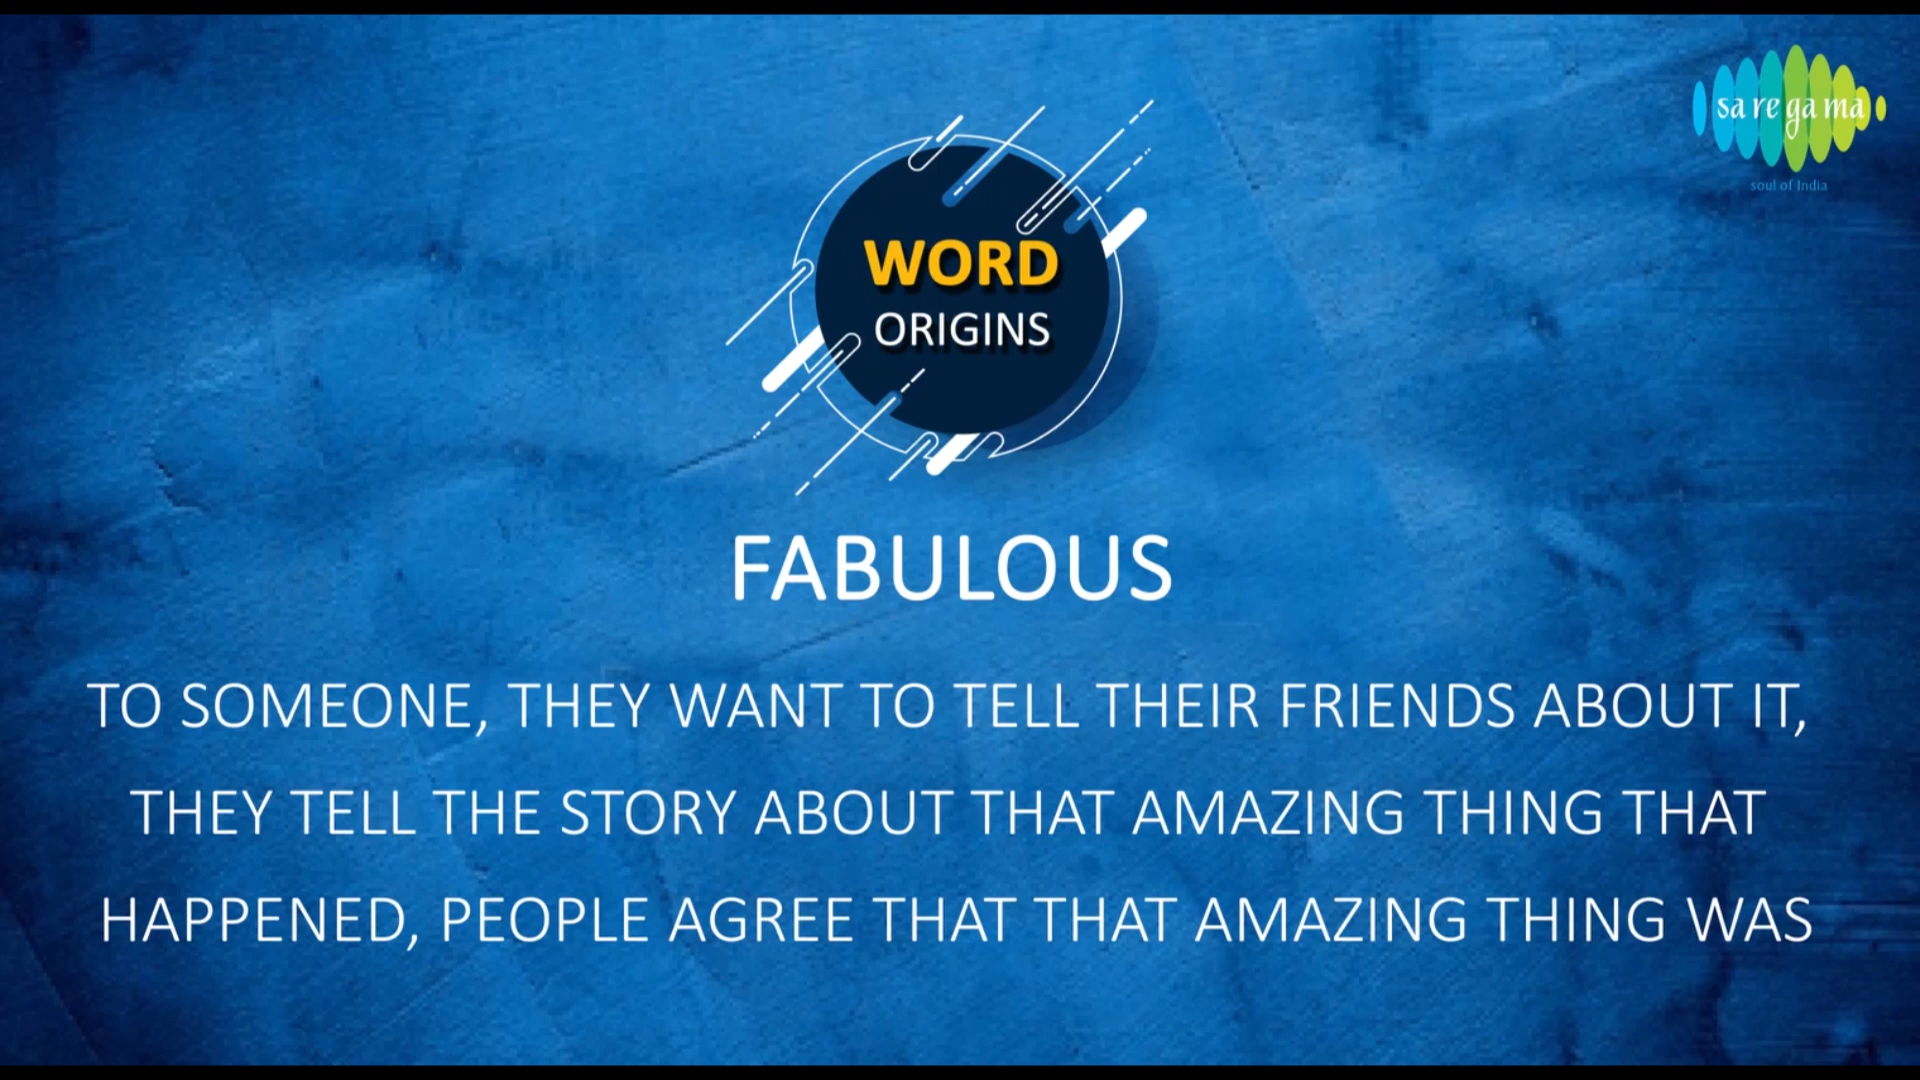 sa re ga ma
soul of India
WORD
ORIGINS
FABULOUS
TO SOMEONE, THEY WANT TO TELL THEIR FRIENDS ABOUT IT,
THEY TELL THE STORY ABOUT THAT AMAZING THING THAT
HAPPENED, PEOPLE AGREE THAT THAT AMAZING THING WAS